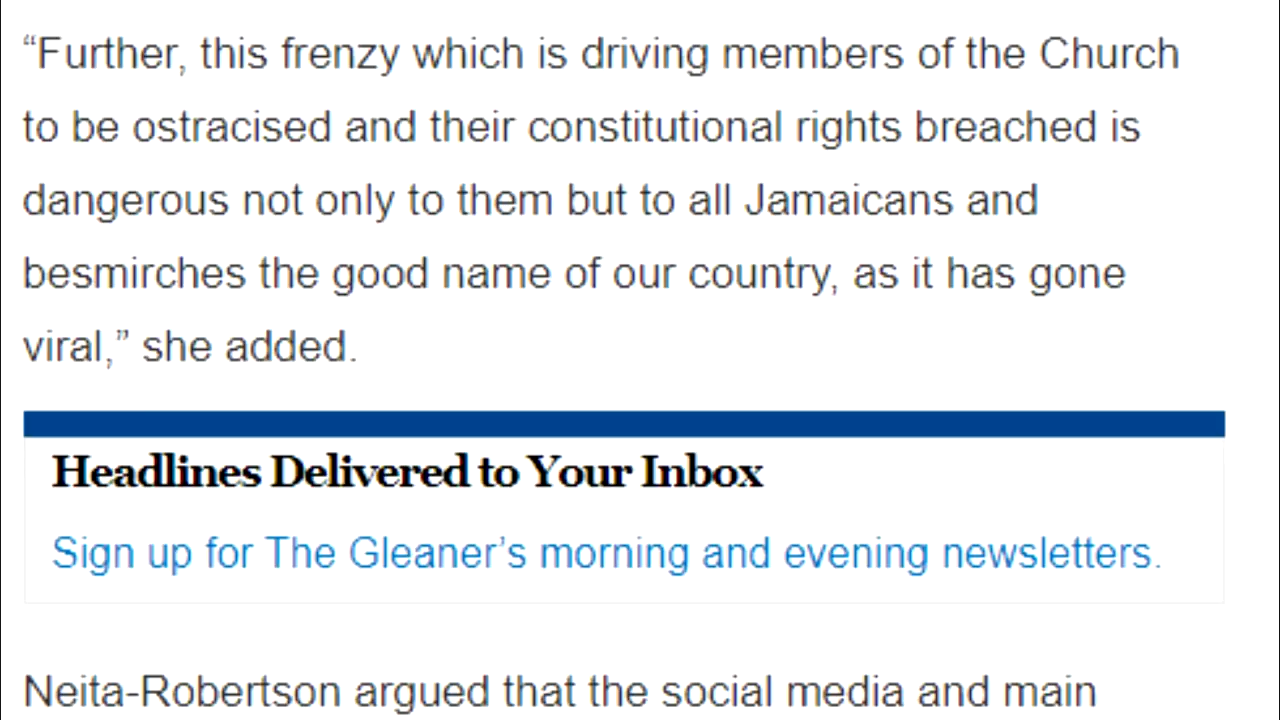 “Further, this frenzy which is driving members of the Church
to be ostracised and their constitutional rights breached is
dangerous not only to them but to all Jamaicans and
besmirches the good name of our country, as it has gone
viral,” she added.
Headlines Delivered to Your Inbox
Sign up for The Gleaner’s morning and evening newsletters.
Neita-Robertson argued that the social media and main